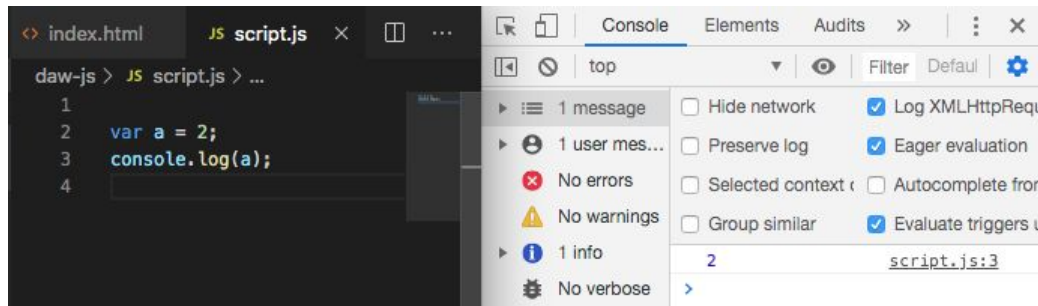 index.html JS script.js × ...
daw-js > JS script.js > ...
1
2 var a = 2;
3 console.log(a);
4
Console Elements Audits »
top Filter Defaul
1 message
1 user mes...
No errors
No warnings
1 info
No verbose
Hide network Log XMLHttpRequ
Preserve log Eager evaluation
Selected context Autocomplete from
Group similar Evaluate triggers u
2 script.js:3
>